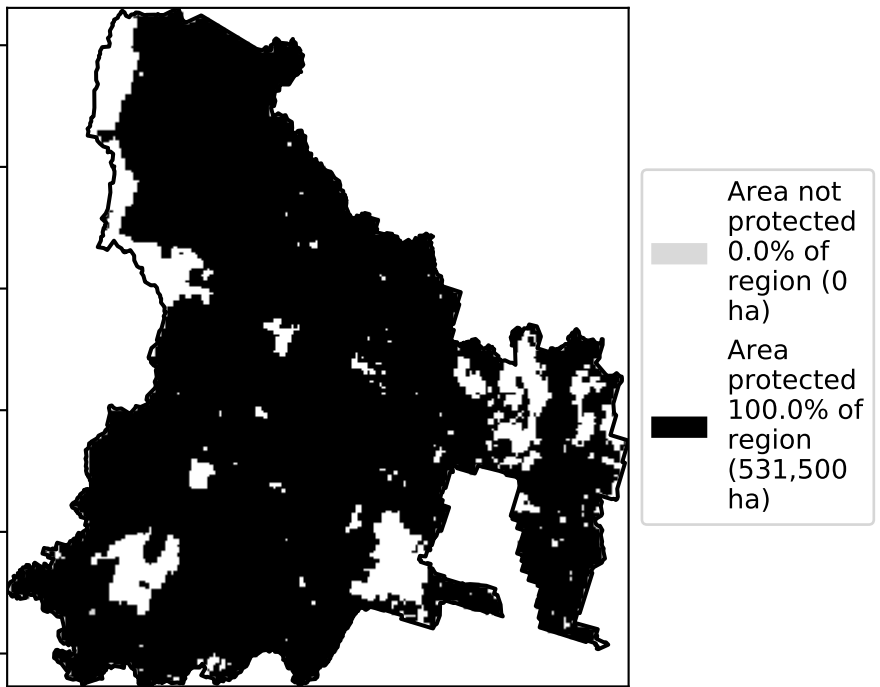 Area not
protected
0.0% of
region (0
ha)
Area
protected
100.0% of
region
(531,500
ha)